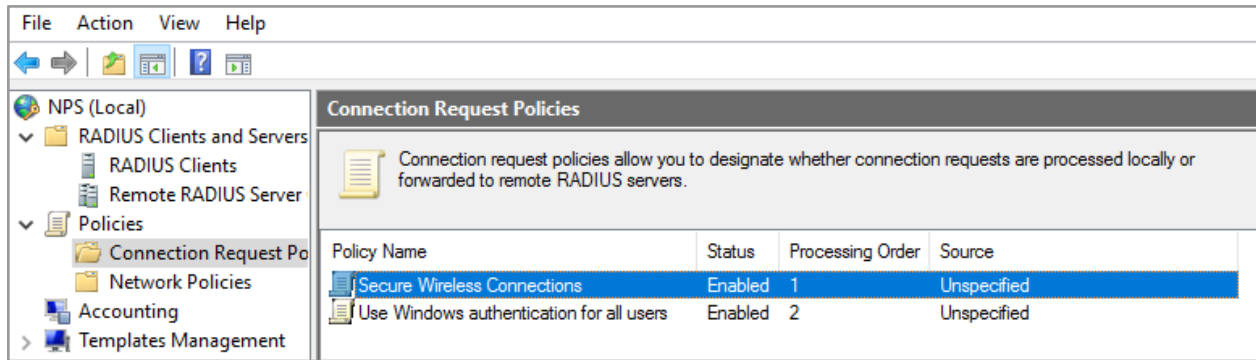 File Action View Help
NPS (Local)
RADIUS Clients and Servers
RADIUS Clients
Remote RADIUS Server
Policies
Connection Request Po
Network Policies
Accounting
Templates Management
Connection Request Policies
Connection request policies allow you to designate whether connection requests are processed locally or
forwarded to remote RADIUS servers.
Policy Name Status Processing Order Source
Secure Wireless Connections Enabled 1 Unspecified
Use Windows authentication for all users Enabled 2 Unspecified